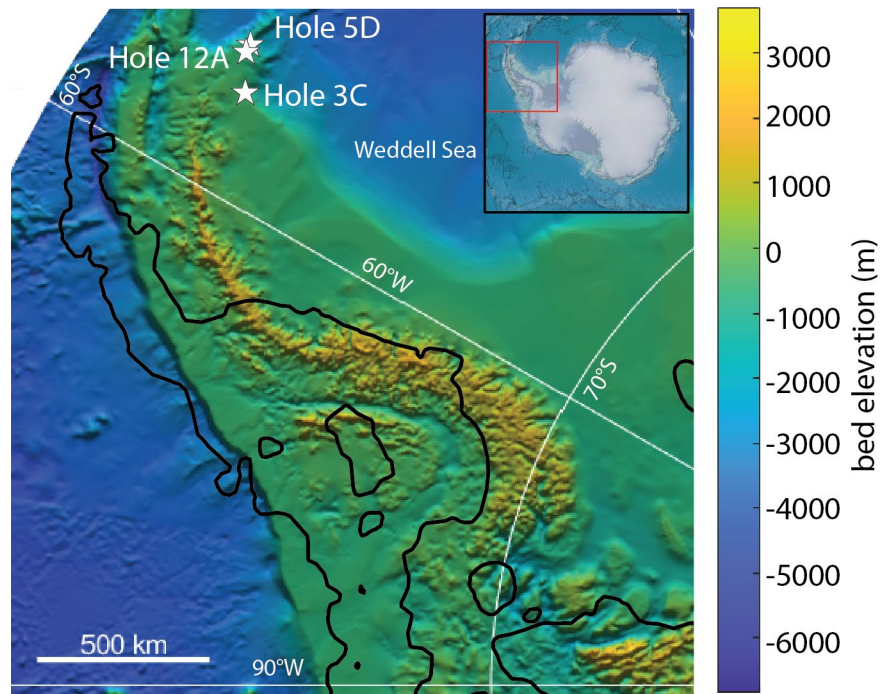 Hole 5D
Hole 12A
Hole 3C
60°S
Weddell Sea
60°W
70°S
500 km
90°W
3000
2000
1000
0
-1000
-2000
-3000
-4000
-5000
-6000
bed elevation (m)